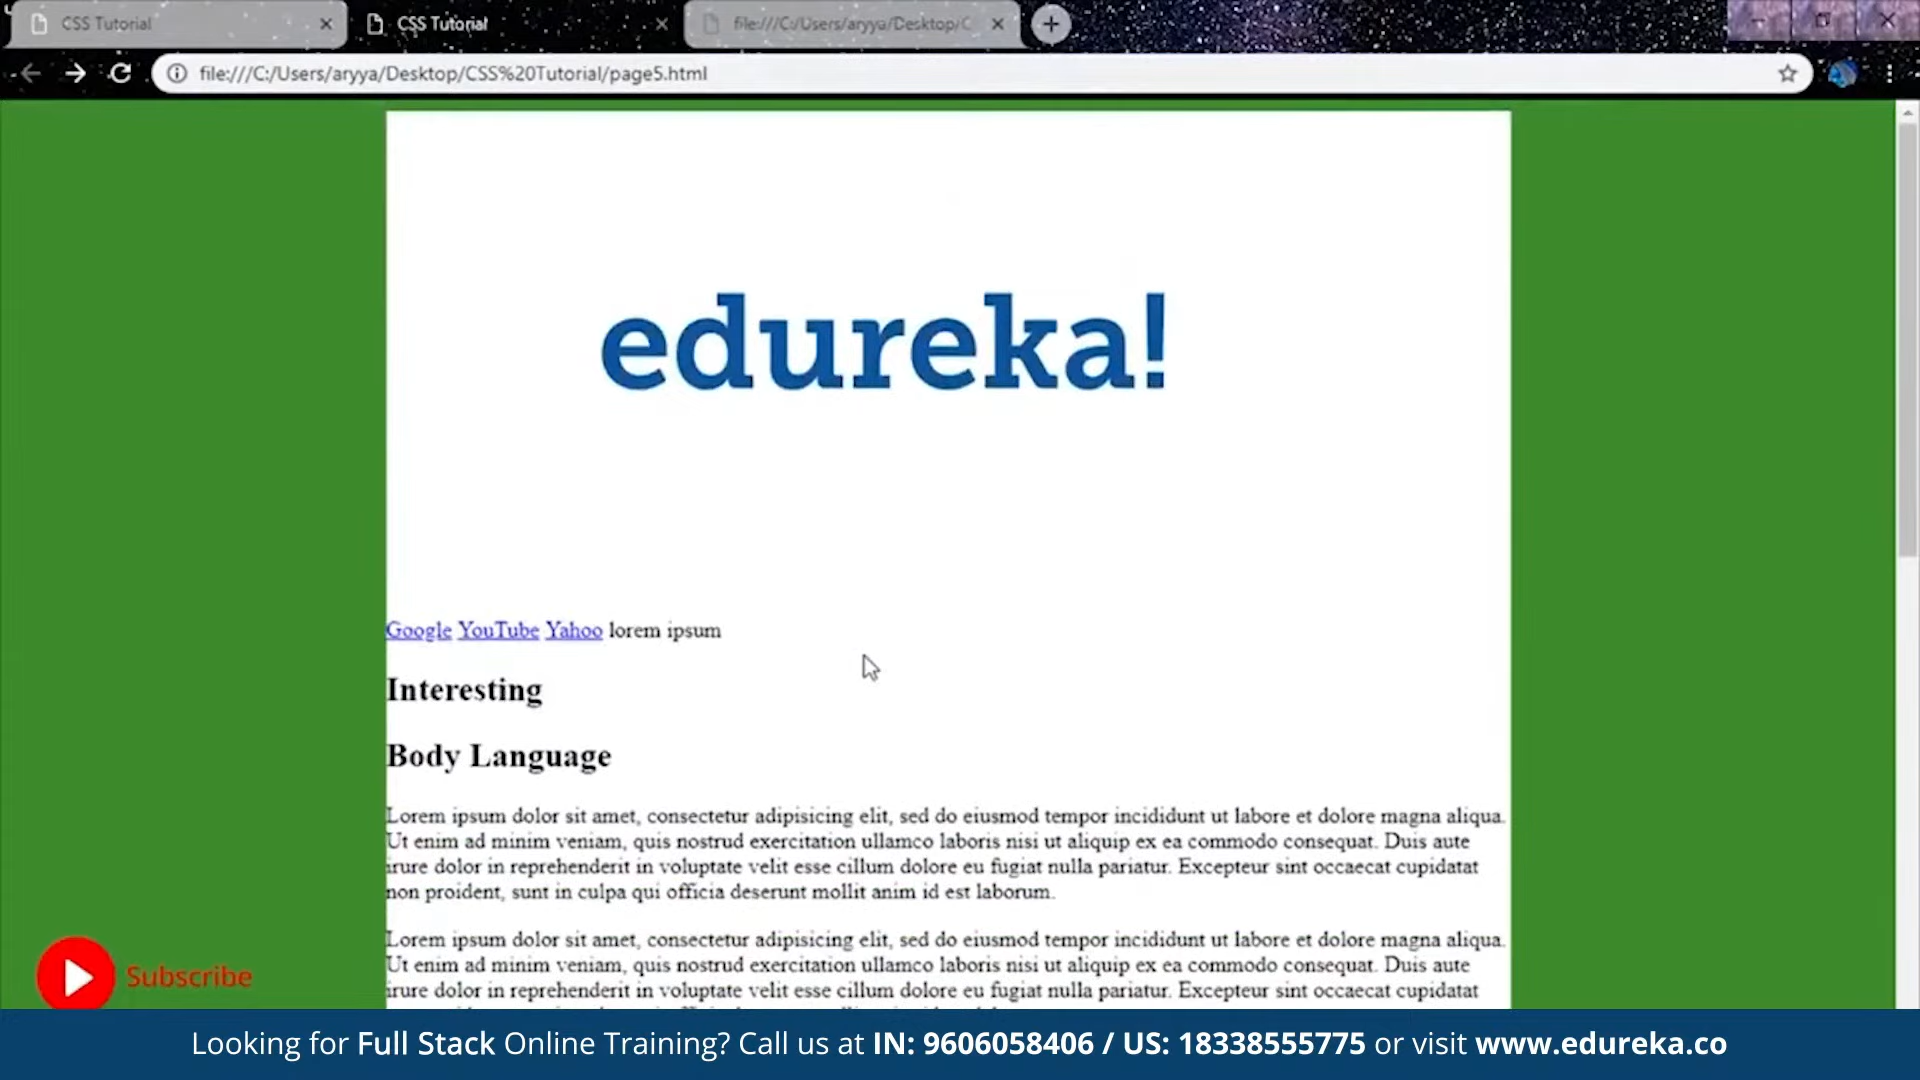 CSS Tutorial
CSS Tutorial
file:///C:/Users/aryya/Desktop/C
file:///C:/Users/aryya/Desktop/CSS%20Tutorial/page5.html
edureka!
Google YouTube Yahoo lorem ipsum
Interesting
Body Language
Lorem ipsum dolor sit amet, consectetur adipisicing elit, sed do eiusmod tempor incididunt ut labore et dolore magna aliqua.
Ut enim ad minim veniam, quis nostrud exercitation ullamco laboris nisi ut aliquip ex ea commodo consequat. Duis aute
irure dolor in reprehenderit in voluptate velit esse cillum dolore eu fugiat nulla pariatur. Excepteur sint occaecat cupidatat
non proident, sunt in culpa qui officia deserunt mollit anim id est laborum.
Lorem ipsum dolor sit amet, consectetur adipisicing elit, sed do eiusmod tempor incididunt ut labore et dolore magna aliqua.
Ut enim ad minim veniam, quis nostrud exercitation ullamco laboris nisi ut aliquip ex ea commodo consequat. Duis aute
irure dolor in reprehenderit in voluptate velit esse cillum dolore eu fugiat nulla pariatur. Excepteur sint occaecat cupidatat
Subscribe
Looking for Full Stack Online Training? Call us at IN: 9606058406 / US: 18338555775 or visit www.edureka.co